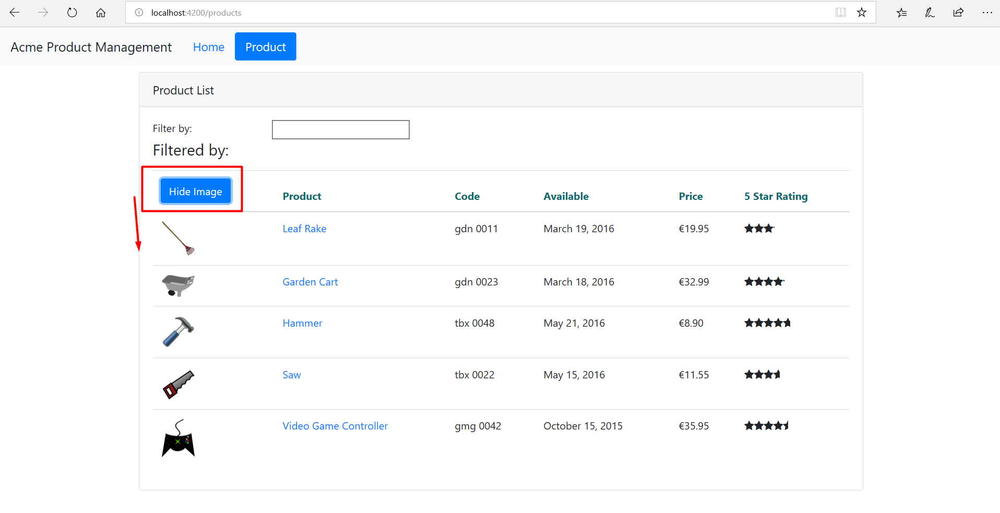 localhost:4200/products
Acme Product Management Home Product
Product List
Filter by:
Filtered by:
Hide Image Product Code Available Price 5 Star Rating
Leaf Rake gdn 0011 March 19, 2016 €19.95
Garden Cart gdn 0023 March 18, 2016 €32.99
Hammer tbx 0048 May 21, 2016 €8.90
Saw tbx 0022 May 15, 2016 €11.55
Video Game Controller gmg 0042 October 15, 2015 €35.95